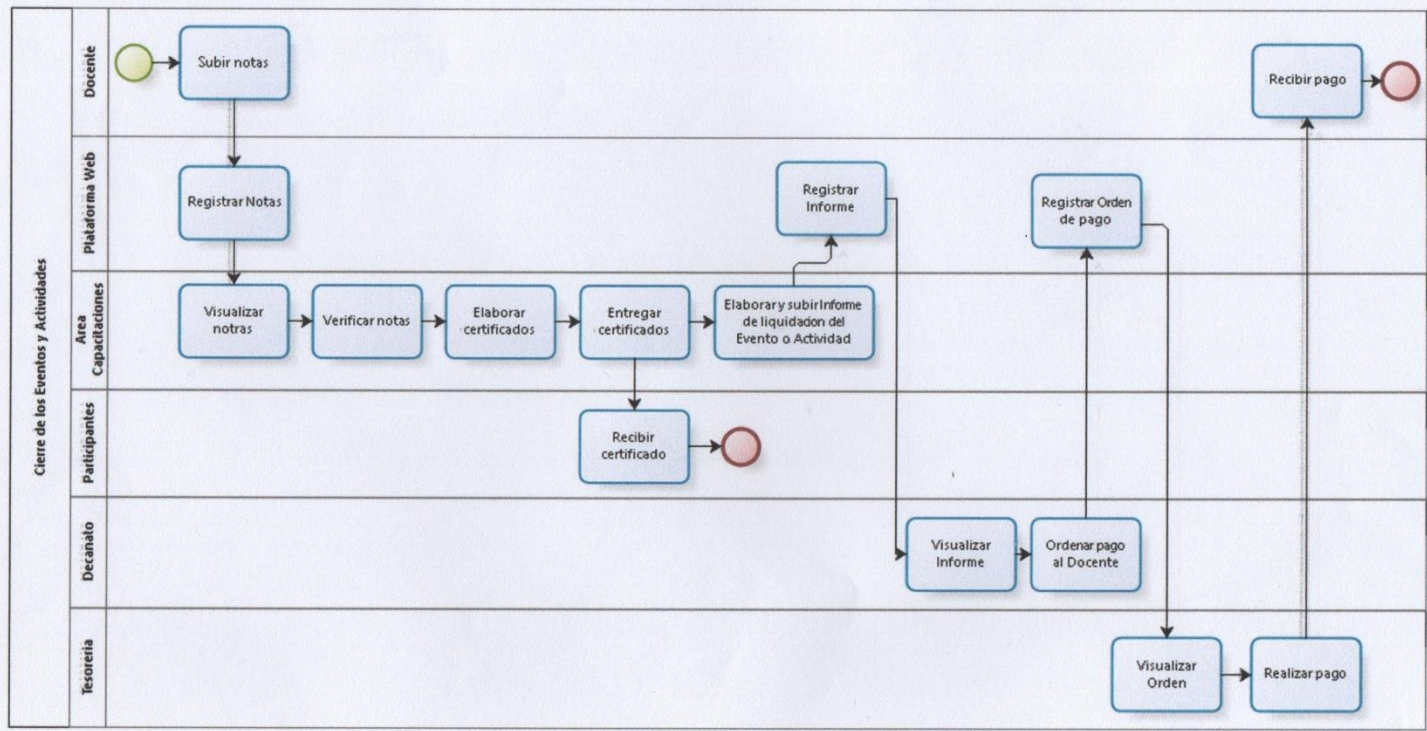 Cierre de los Eventos y Actividades
Docente
Subir notas
Recibir pago
Plataforma Web
Registrar Notas
Registrar
Informe
Registrar Orden
de pago
Área
Capacitaciones
Visualizar
notras
Verificar notas
Elaborar
certificados
Entregar
certificados
Elaborar y subir Informe
de liquidacion del
Evento o Actividad
Participantes
Recibir
certificado
Decanato
Visualizar
Informe
Ordenar pago
al Docente
Tesoreria
Visualizar
Orden
Realizar pago